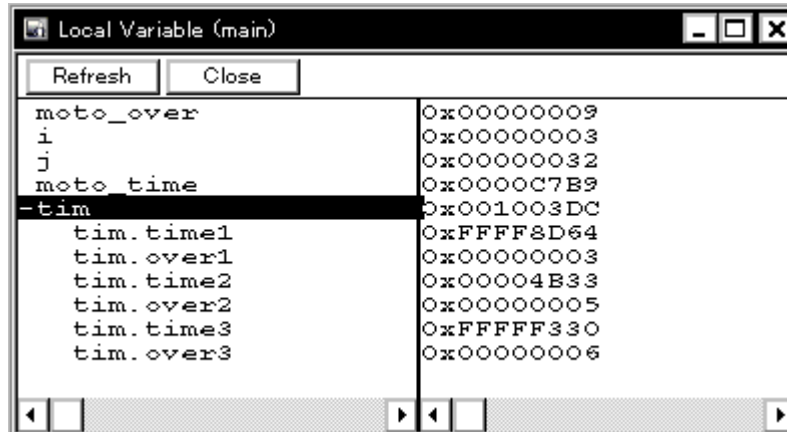 Local Variable (main)
Refresh Close
moto_over 0x00000009
i 0x00000003
j 0x00000032
moto_time 0x0000C7B9
-tim 0x001003DC
tim.time1 0xFFFF8D64
tim.over1 0x00000003
tim.time2 0x00004B33
tim.over2 0x00000005
tim.time3 0xFFFFF330
tim.over3 0x00000006